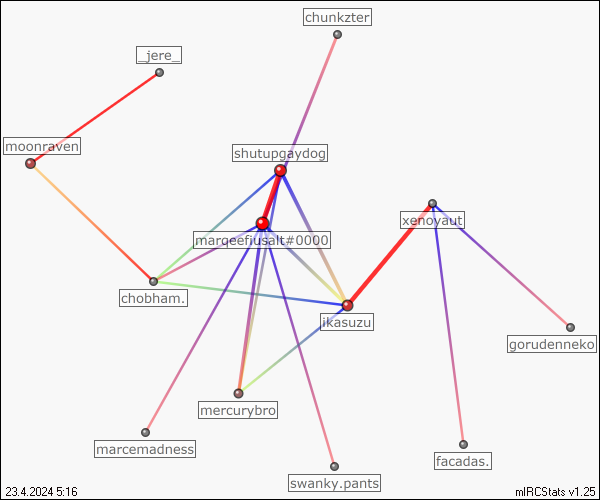 chunkzter
_jere_
moonraven
shutupgaydog
xenoyaut
marqeefiusalt#0000
chobham.
ikasuzu
gorudenneko
mercurybro
marcemadness
facadas.
swanky.pants
23.4.2024 5:16
mIRCStats v1.25